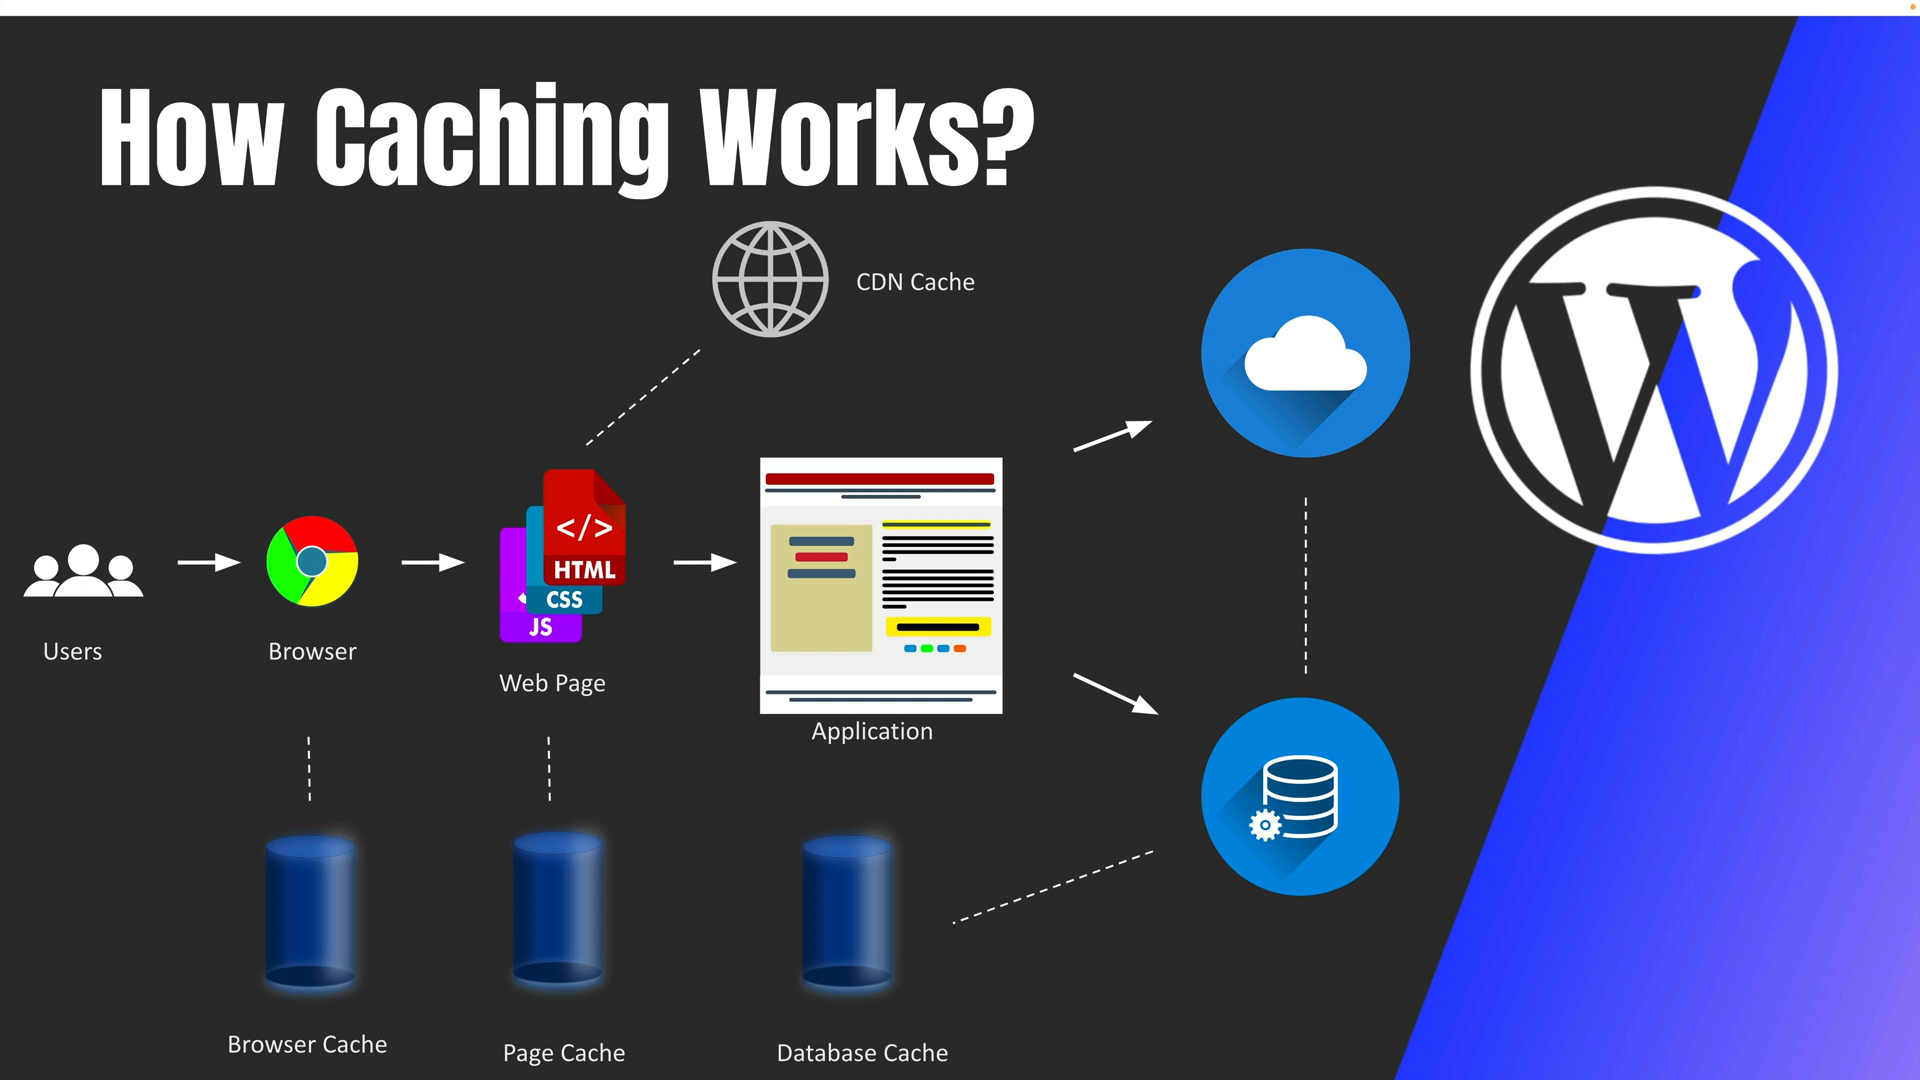 How Caching Works?
CDN Cache
</>
HTML
CSS
JS
Users
Browser
Web Page
Application
Browser Cache
Page Cache
Database Cache